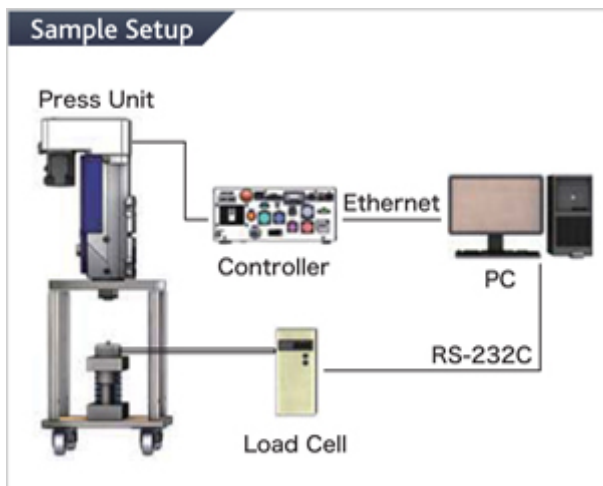 Sample Setup
Press Unit
Ethernet
Controller
PC
RS-232C
Load Cell